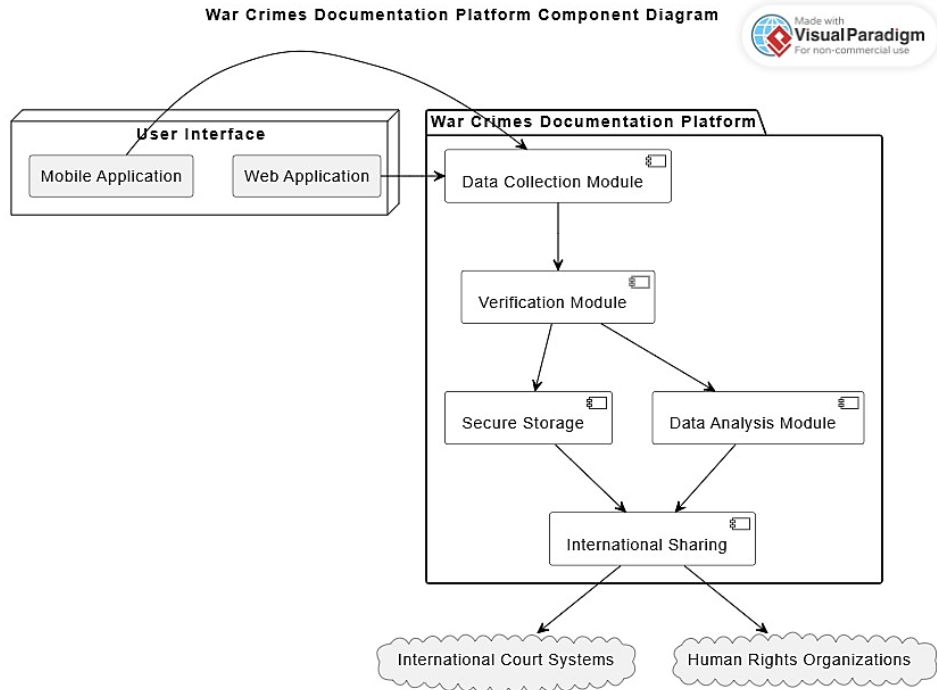 War Crimes Documentation Platform Component Diagram
Made with
VisualParadigm
For non-commercial use
User Interface
Mobile Application
Web Application
War Crimes Documentation Platform
Data Collection Module
Verification Module
Secure Storage
Data Analysis Module
International Sharing
International Court Systems
Human Rights Organizations